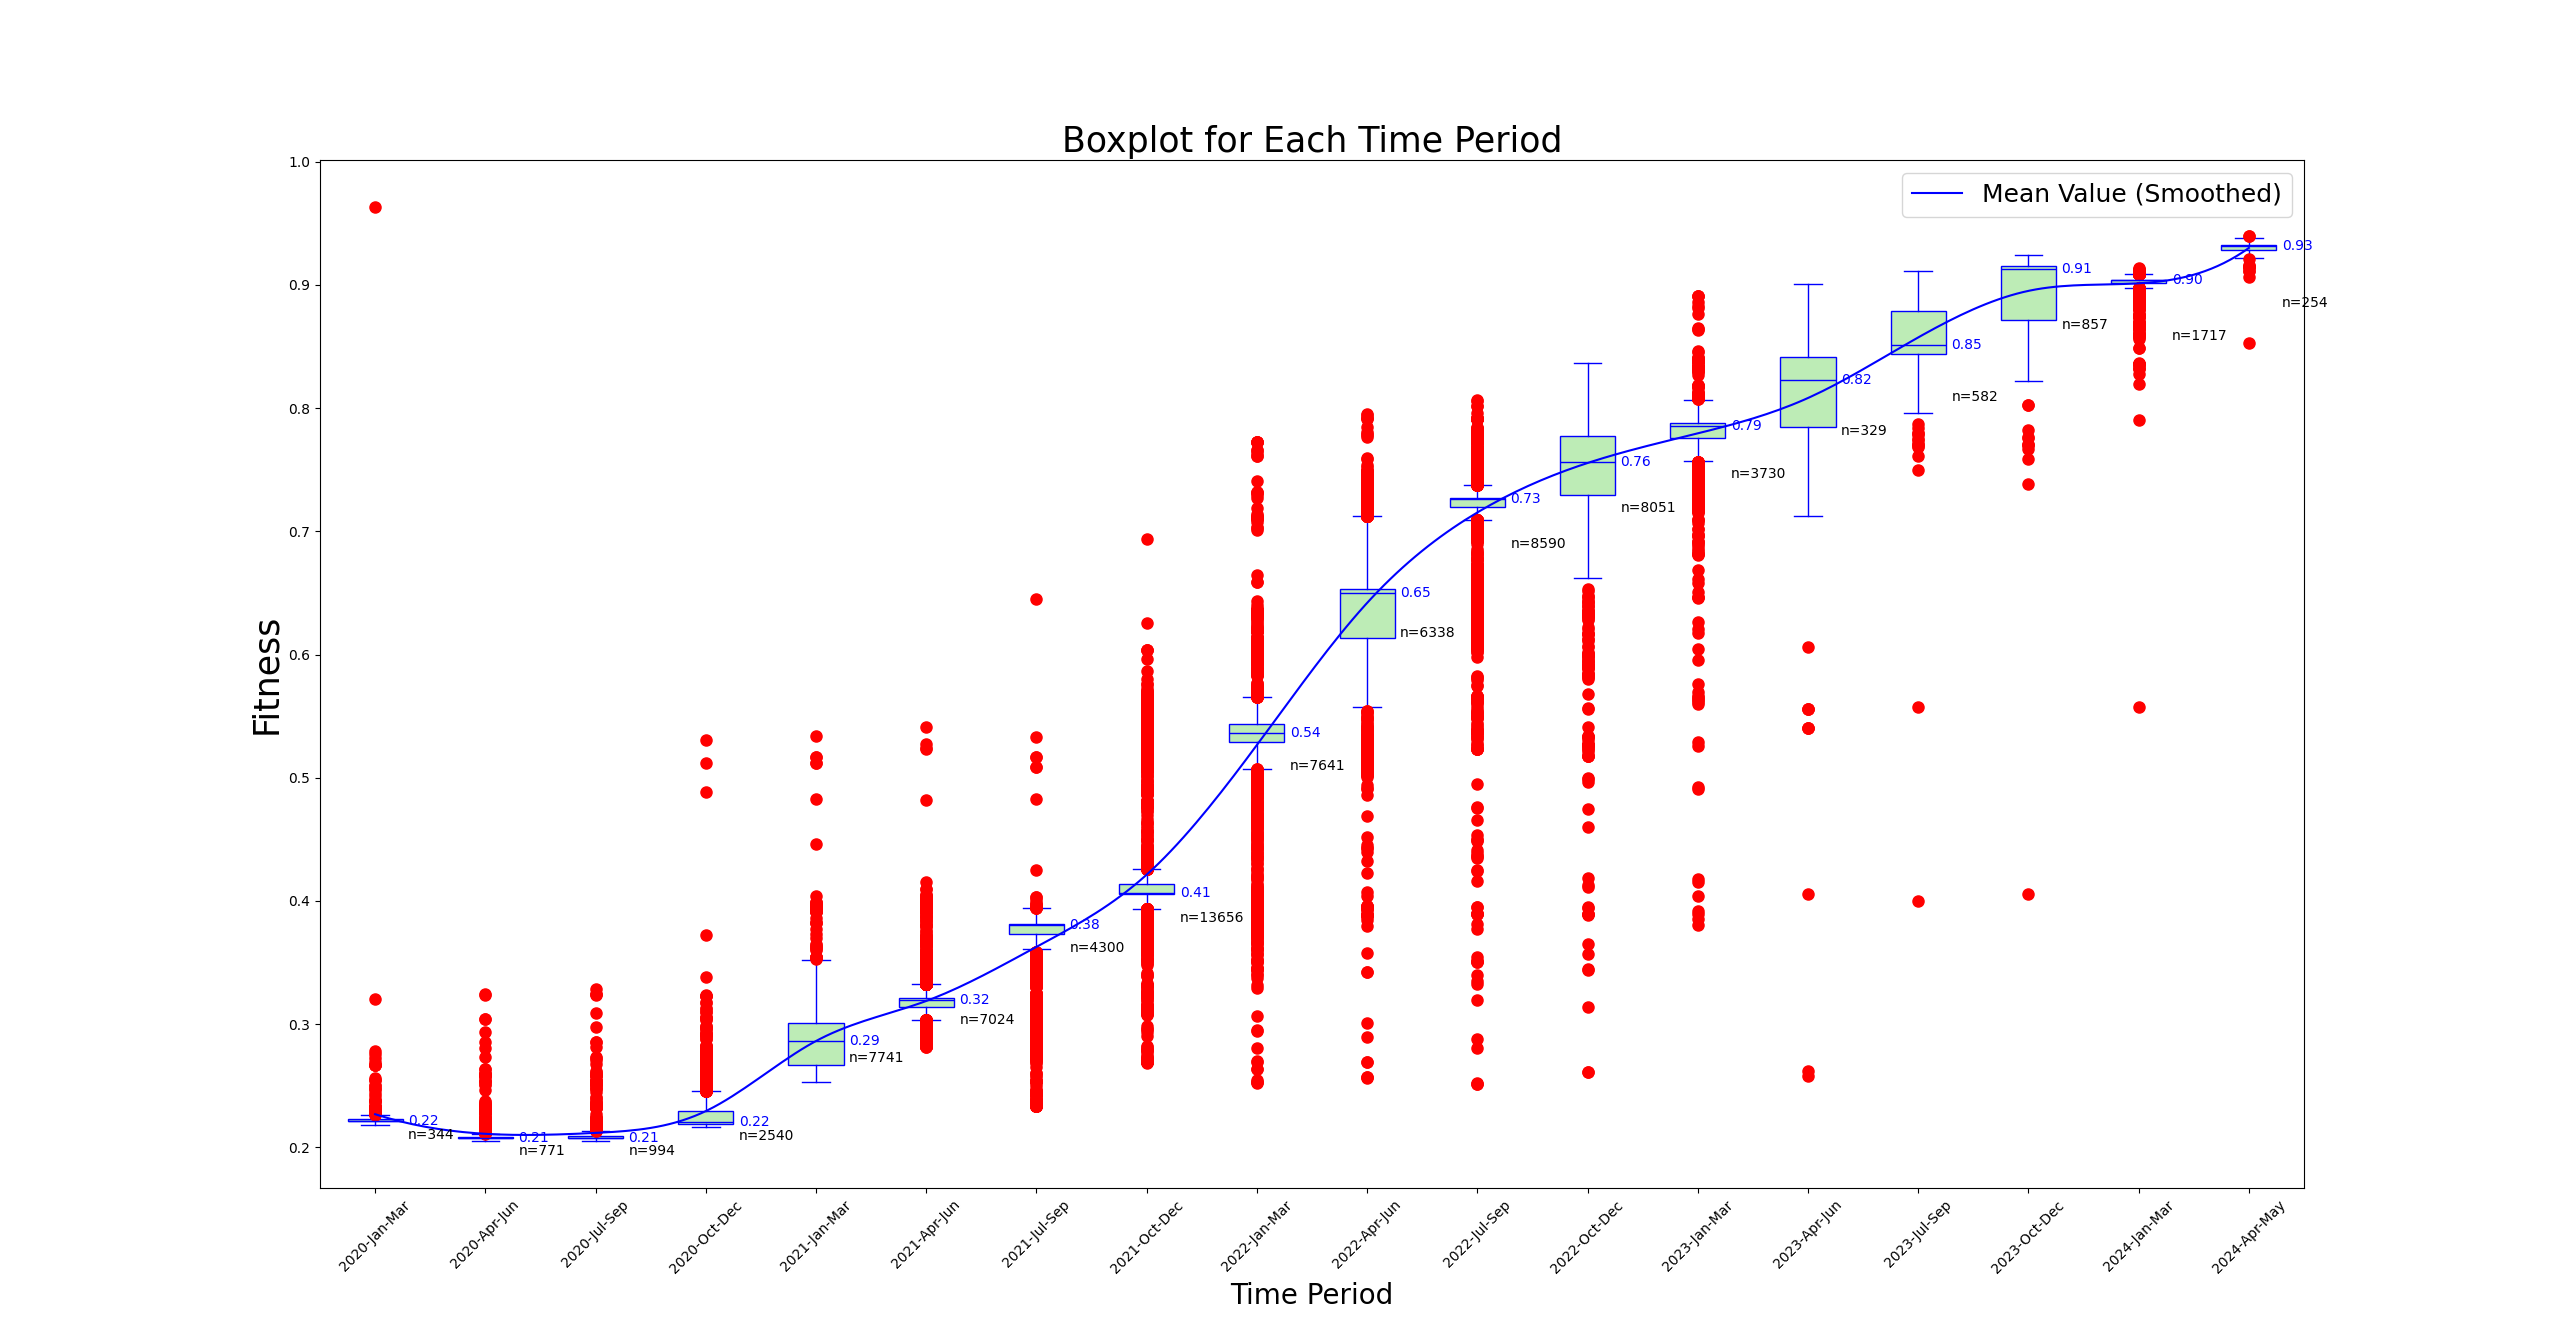 Boxplot for Each Time Period
Mean Value (Smoothed)
Fitness
1.0
0.9
0.8
0.7
0.6
0.5
0.4
0.3
0.2
0.22
n=344
0.21
n=771
0.21
n=994
0.22
n=2540
0.29
n=7741
0.32
n=7024
0.38
n=4300
0.41
n=13656
0.54
n=7641
0.65
n=6338
0.73
n=8590
0.76
n=8051
0.79
n=3730
0.82
n=329
0.85
n=582
0.91
n=857
0.90
n=1717
0.93
n=254
2020-Jan-Mar
2020-Apr-Jun
2020-Jul-Sep
2020-Oct-Dec
2021-Jan-Mar
2021-Apr-Jun
2021-Jul-Sep
2021-Oct-Dec
2022-Jan-Mar
2022-Apr-Jun
2022-Jul-Sep
2022-Oct-Dec
2023-Jan-Mar
2023-Apr-Jun
2023-Jul-Sep
2023-Oct-Dec
2024-Jan-Mar
2024-Apr-May
Time Period